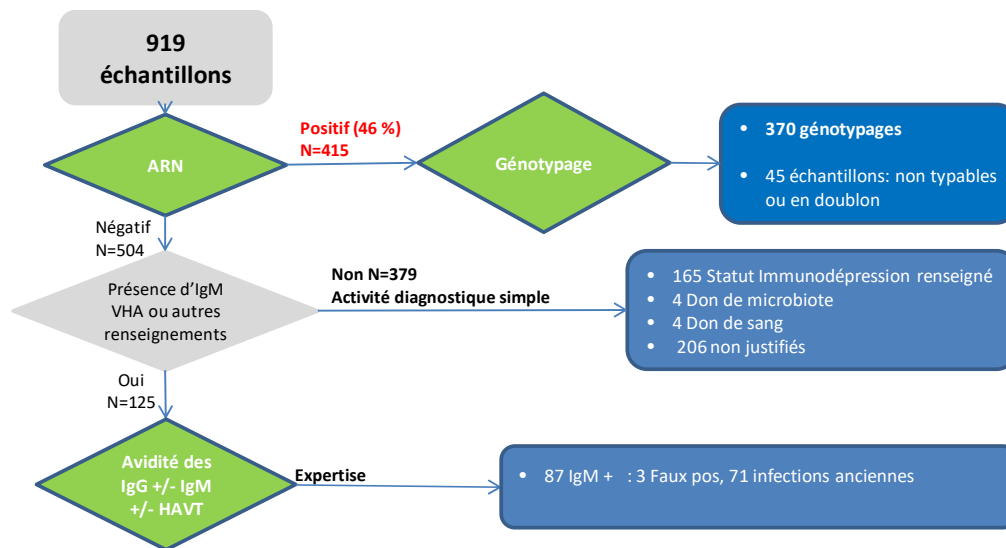 919
échantillons
Positif (46 %)
N=415
ARN
Génotypage
• 370 génotypages
• 45 échantillons: non typables
ou en doublon
Négatif
N=504
Présence d’IgM
VHA ou autres
renseignements
Non N=379
Activité diagnostique simple
• 165 Statut Immunodépression renseigné
• 4 Don de microbiote
• 4 Don de sang
• 206 non justifiés
Oui
N=125
Avidité des
IgG +/- IgM
+/- HAVT
Expertise
• 87 IgM + : 3 Faux pos, 71 infections anciennes